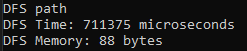 DFS path
DFS Time: 711375 microseconds
DFS Memory: 88 bytes